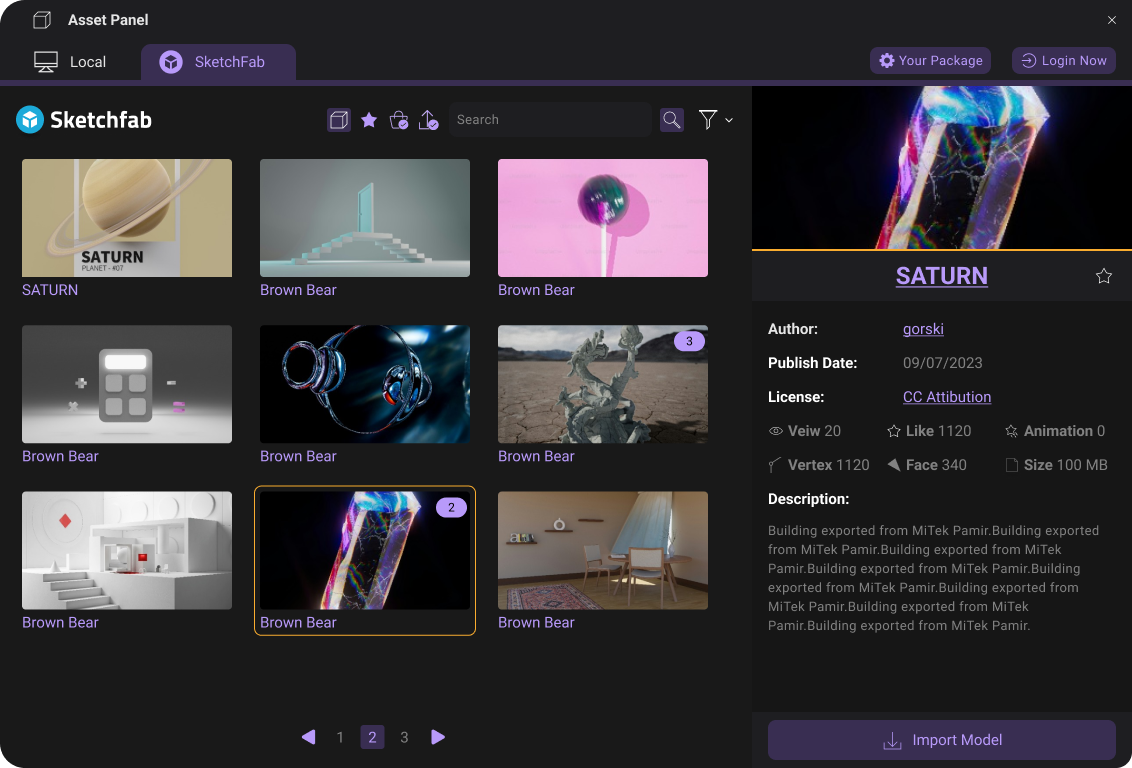 Asset Panel
Local
SketchFab
Your Package
Login Now
Sketchfab
Search
SATURN
PLANET - #07
SATURN
Brown Bear
Brown Bear
Brown Bear
Brown Bear
3
Brown Bear
Brown Bear
2
Brown Bear
Brown Bear
1
2
3
SATURN
Author: gorski
Publish Date: 09/07/2023
License: CC Attibution
Veiw 20 Like 1120 Animation 0
Vertex 1120 Face 340 Size 100 MB
Description:
Building exported from MiTek Pamir.Building exported
from MiTek Pamir.Building exported from MiTek
Pamir.Building exported from MiTek Pamir.Building
exported from MiTek Pamir.Building exported from
MiTek Pamir.Building exported from MiTek
Pamir.Building exported from MiTek Pamir.
Import Model